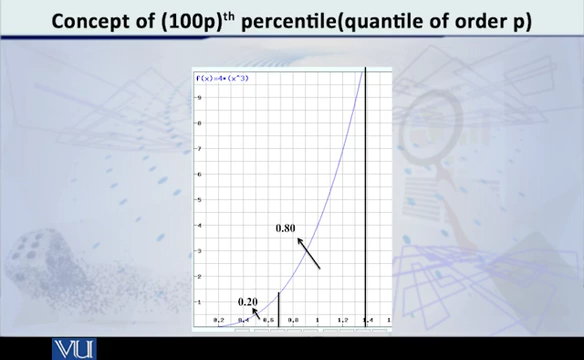 Concept of (100p)th percentile(quantile of order p)
f(x)=4*(x^3)
9
8
7
6
5
4
3
2
1
0.80
0.20
0.2 0.4 0.6 0.8 1 1.2 1.4 1
VU